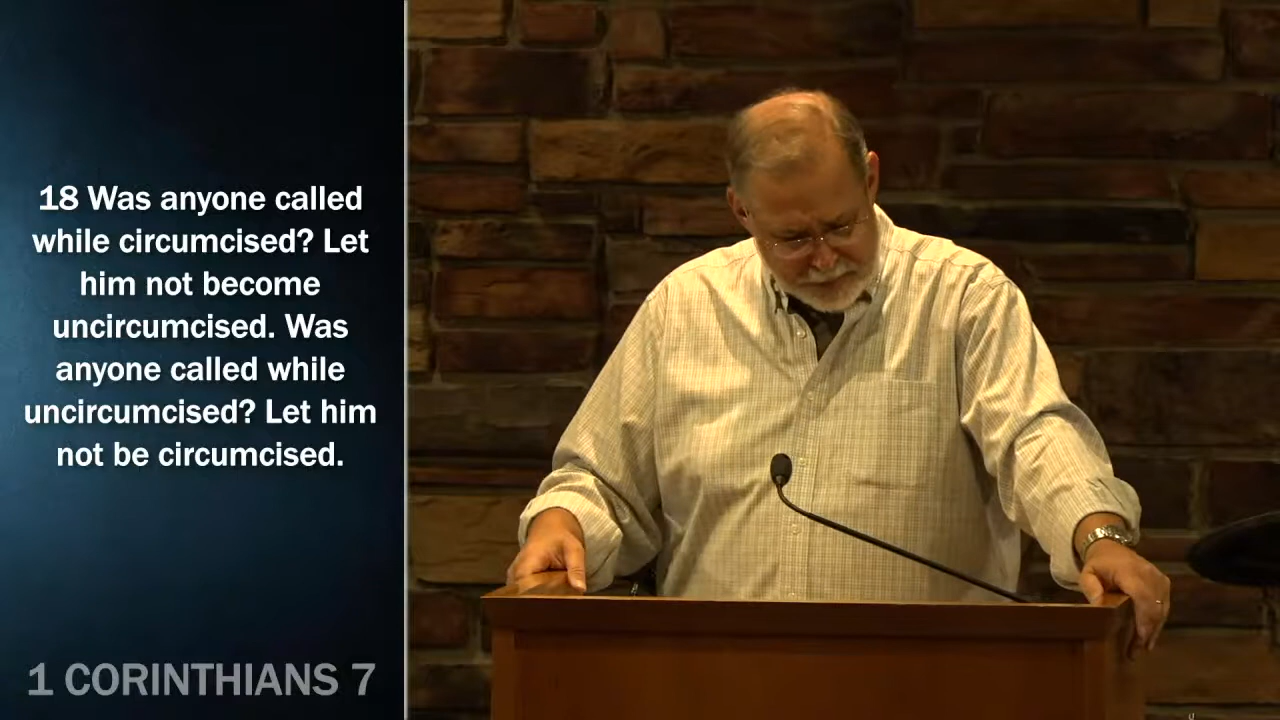 18 Was anyone called
while circumcised? Let
him not become
uncircumcised. Was
anyone called while
uncircumcised? Let him
not be circumcised.
1 CORINTHIANS 7